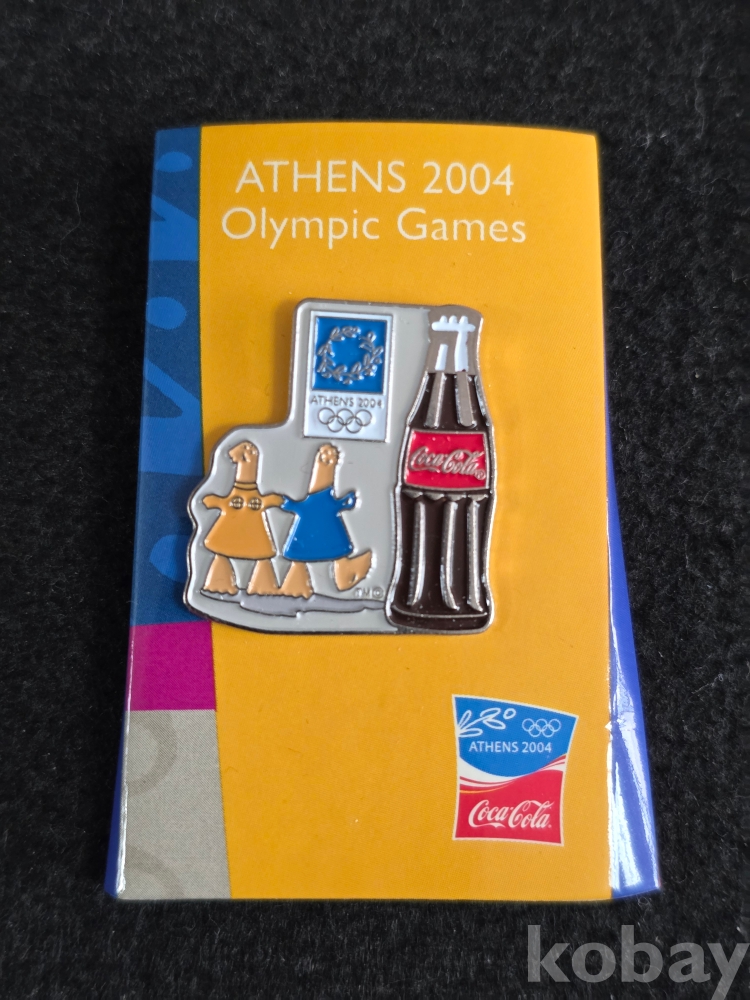 ATHENS 2004
Olympic Games
ATHENS 2004
Coca-Cola
ATHENS 2004
Coca-Cola
kobay